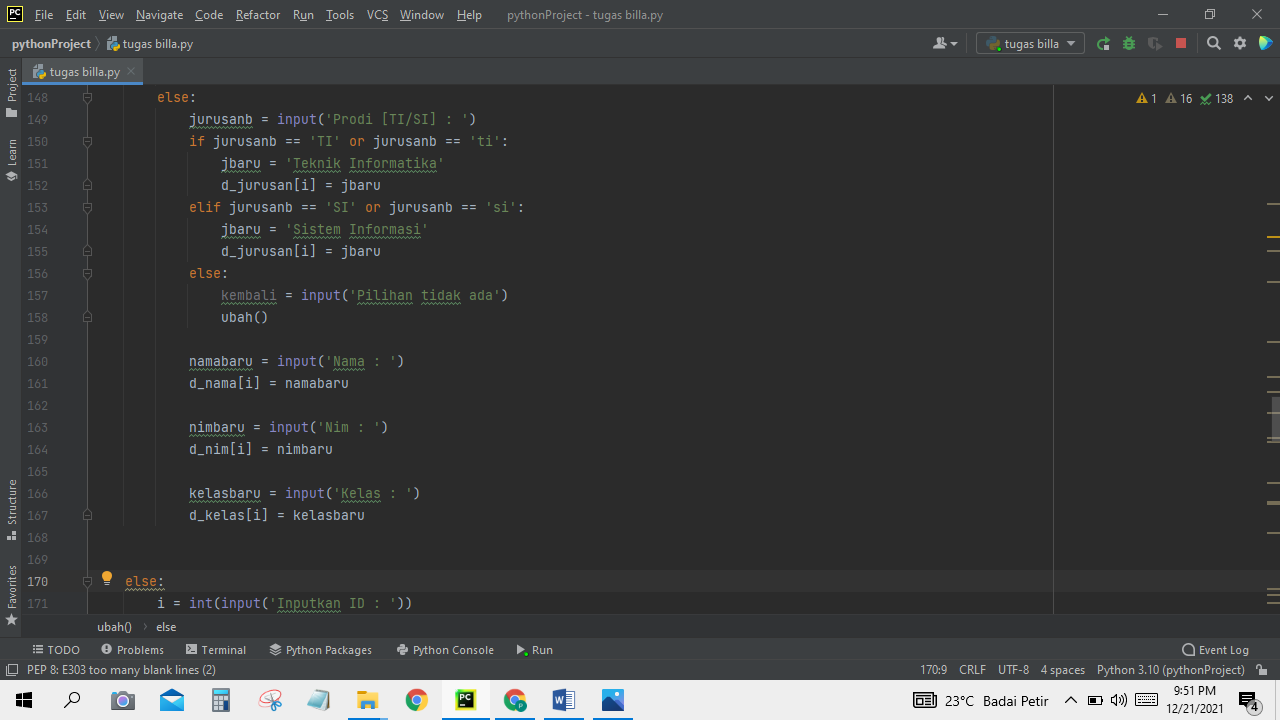 File Edit View Navigate Code Refactor Run Tools VCS Window Help pythonProject - tugas billa.py
pythonProject tugas billa.py tugas billa
tugas billa.py
Project
Learn
Structure
Favorites
1 16 138
148 else:
149 jurusanb = input('Prodi [TI/SI] : ')
150 if jurusanb == 'TI' or jurusanb == 'ti':
151 jbaru = 'Teknik Informatika'
152 d_jurusan[i] = jbaru
153 elif jurusanb == 'SI' or jurusanb == 'si':
154 jbaru = 'Sistem Informasi'
155 d_jurusan[i] = jbaru
156 else:
157 kembali = input('Pilihan tidak ada')
158 ubah()
159
160 namabaru = input('Nama : ')
161 d_nama[i] = namabaru
162
163 nimbaru = input('Nim : ')
164 d_nim[i] = nimbaru
165
166 kelasbaru = input('Kelas : ')
167 d_kelas[i] = kelasbaru
168
169
170 else:
171 i = int(input('Inputkan ID : '))
ubah() else
TODO Problems Terminal Python Packages Python Console Run Event Log
PEP 8: E303 too many blank lines (2) 170:9 CRLF UTF-8 4 spaces Python 3.10 (pythonProject)
23°C Badai Petir 9:51 PM
12/21/2021
4